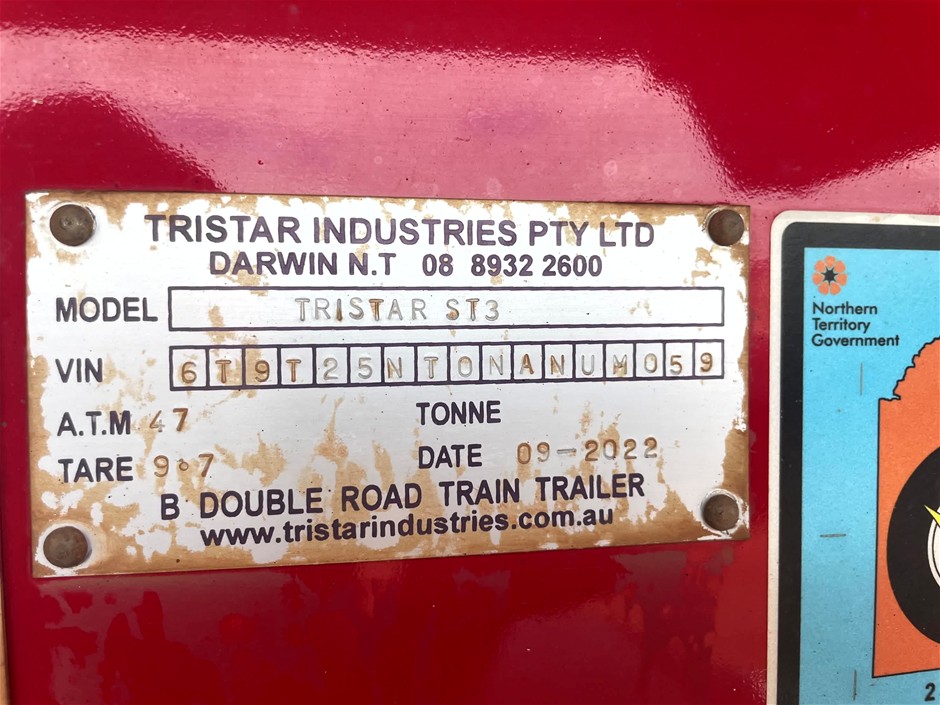 TRISTAR INDUSTRIES PTY LTD
DARWIN N.T 08 8932 2600
MODEL TRISTAR ST3
VIN 6T9T25NT0NANUM059
A.T.M 47 TONNE
TARE 9.7 DATE 09-2022
B DOUBLE ROAD TRAIN TRAILER
www.tristarindustries.com.au
Northern
Territory
Government
2